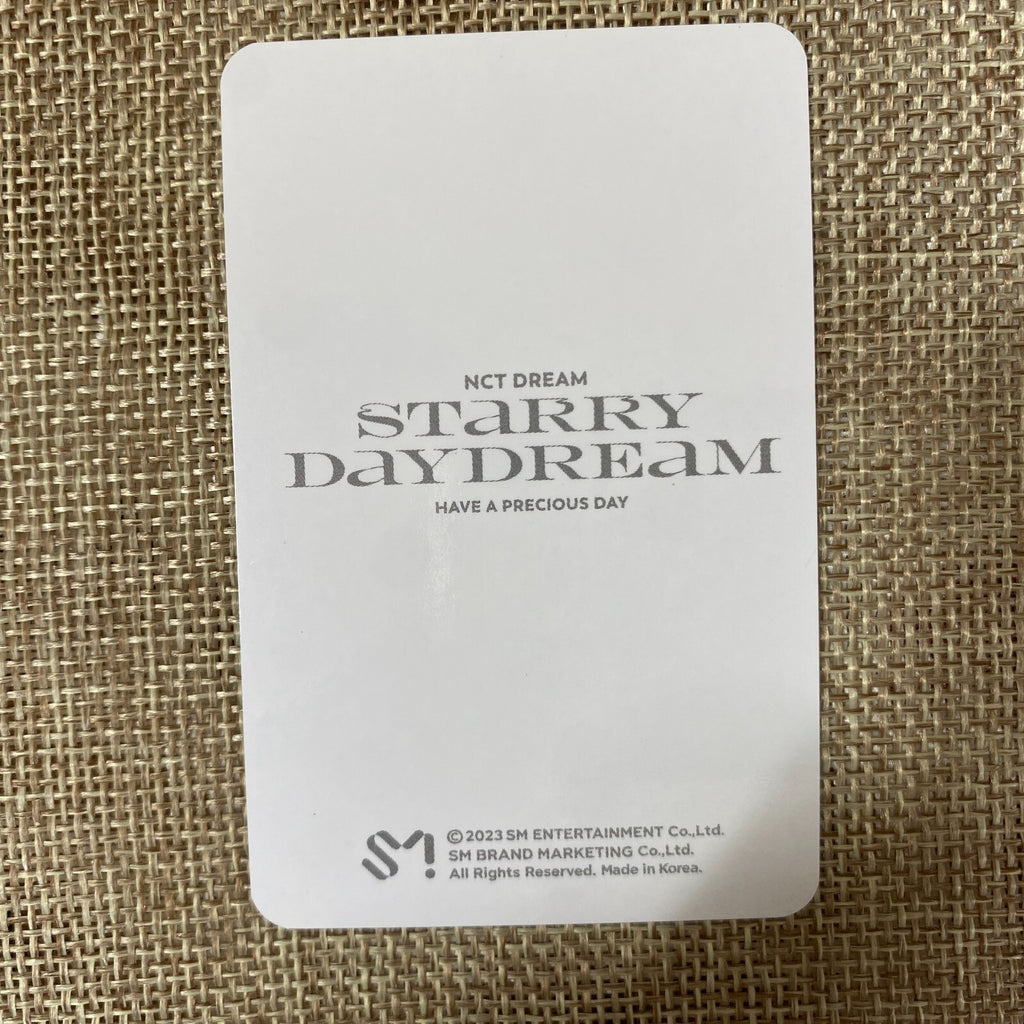 NCT DREAM
STARRY
DAYDREAM
HAVE A PRECIOUS DAY
SM
© 2023 SM ENTERTAINMENT Co.,Ltd.
SM BRAND MARKETING Co.,Ltd.
All Rights Reserved. Made in Korea.